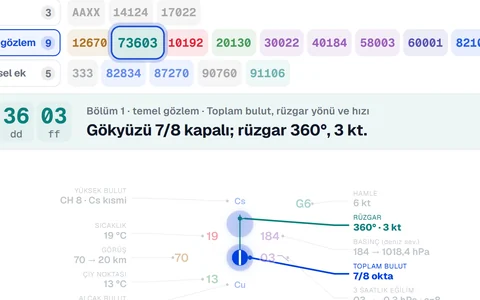 3 AAXX 14124 17022
gözlem 9 12670 73603 10192 20130 30022 40184 58003 60001 8210
sel ek 5 333 82834 87270 90760 91106
36 03 Bölüm 1 · temel gözlem · Toplam bulut, rüzgar yönü ve hızı
dd ff Gökyüzü 7/8 kapalı; rüzgar 360°, 3 kt.
YÜKSEK BULUT
CH 8 · Cs kısmi
Cs
G6
HAMLE
6 kt
RÜZGAR
360° · 3 kt
SICAKLIK
19 °C
19
184
BASINÇ (deniz sev.)
184 → 1018,4 hPa
GÖRÜŞ
70 → 20 km
70
03
TOPLAM BULUT
7/8 okta
ÇİY NOKTASI
13 °C
13
Cu
3 SAATLİK EĞİLİM
ALÇAK BULUT